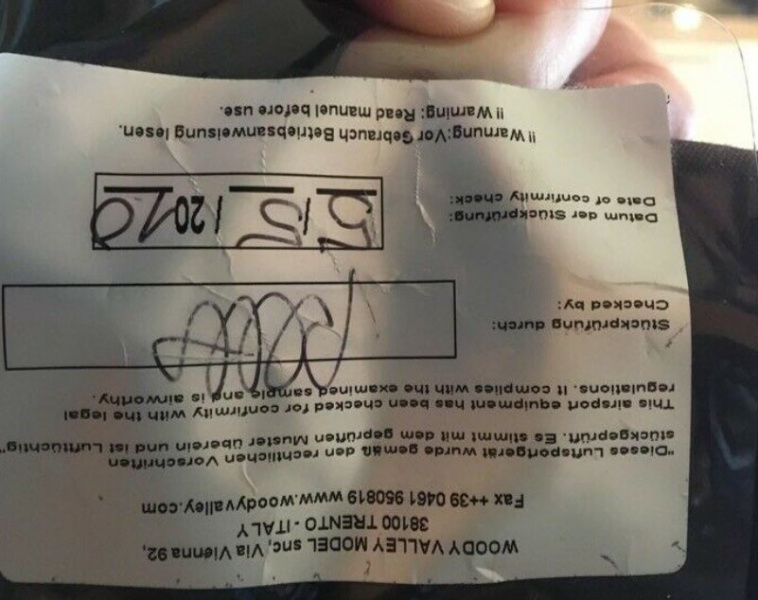 WOODY VALLEY MODEL snc, Via Vienna 92,
38100 TRENTO - ITALY
Fax ++39 0461 950819 www.woodyvalley.com
"Dieses Luftsportgerät wurde gemäß den rechtlichen Vorschriften
stückgeprüft. Es stimmt mit dem geprüften Muster überein und ist Lufttüchtig"
This airsport equipment has been checked for confirmity with the legal
regulations. It complies with the examined sample and is airworthy.
Stückprüfung durch:
Checked by:
Datum der Stückprüfung:
Date of confirmity check:
5 / 5 / 2010
!! Warnung: Vor Gebrauch Betriebsanweisung lesen.
!! Warning: Read manuel before use.